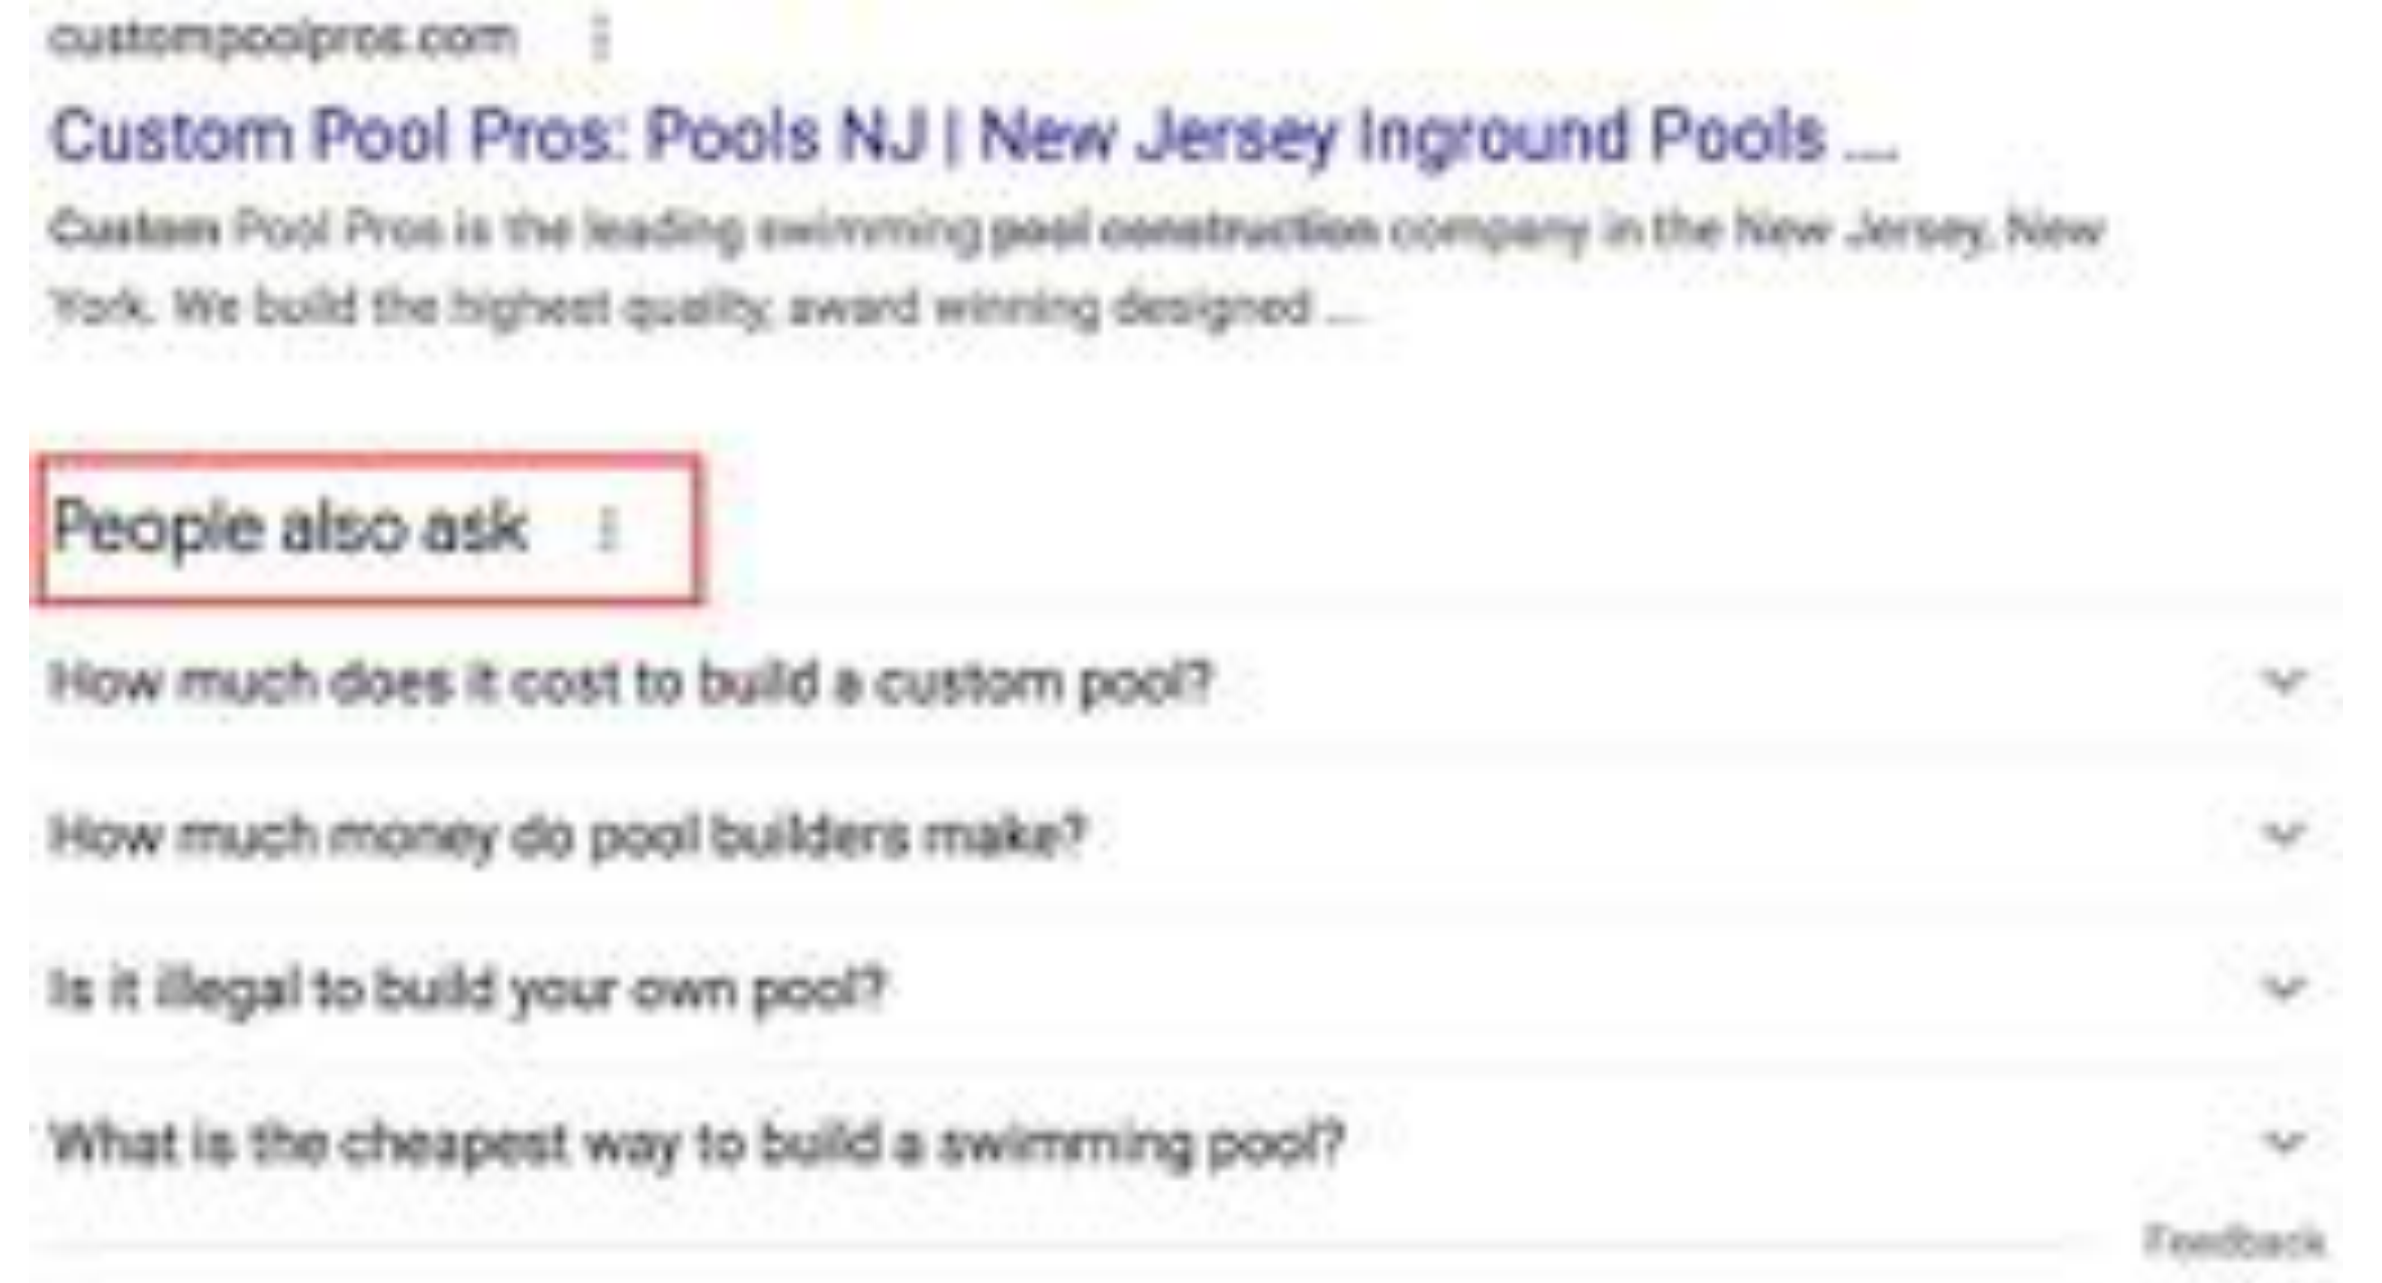 custompoolpros.com
Custom Pool Pros: Pools NJ | New Jersey Inground Pools ...
Custom Pool Pros is the leading swimming pool construction company in the New Jersey, New
York. We build the highest quality, award winning designed ...
People also ask
How much does it cost to build a custom pool?
How much money do pool builders make?
Is it illegal to build your own pool?
What is the cheapest way to build a swimming pool?
Feedback